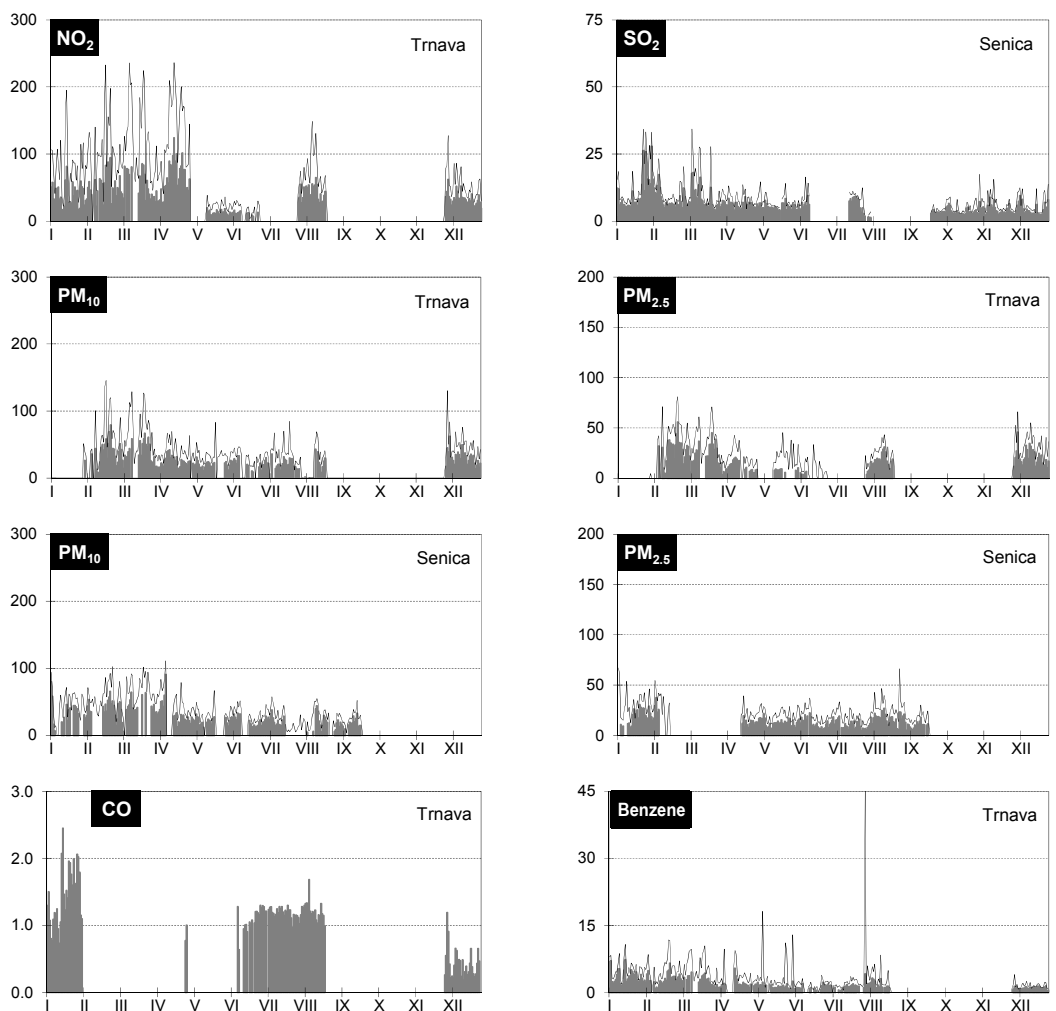 NO2
Trnava
300
200
100
0
I II III IV V VI VII VIII IX X XI XII
SO2
Senica
75
50
25
0
I II III IV V VI VII VIII IX X XI XII
PM10
Trnava
300
200
100
0
I II III IV V VI VII VIII IX X XI XII
PM2.5
Trnava
200
150
100
50
0
I II III IV V VI VII VIII IX X XI XII
PM10
Senica
300
200
100
0
I II III IV V VI VII VIII IX X XI XII
PM2.5
Senica
200
150
100
50
0
I II III IV V VI VII VIII IX X XI XII
CO
Trnava
3.0
2.0
1.0
0.0
I II III IV V VI VII VIII IX X XI XII
Benzene
Trnava
45
30
15
0
I II III IV V VI VII VIII IX X XI XII